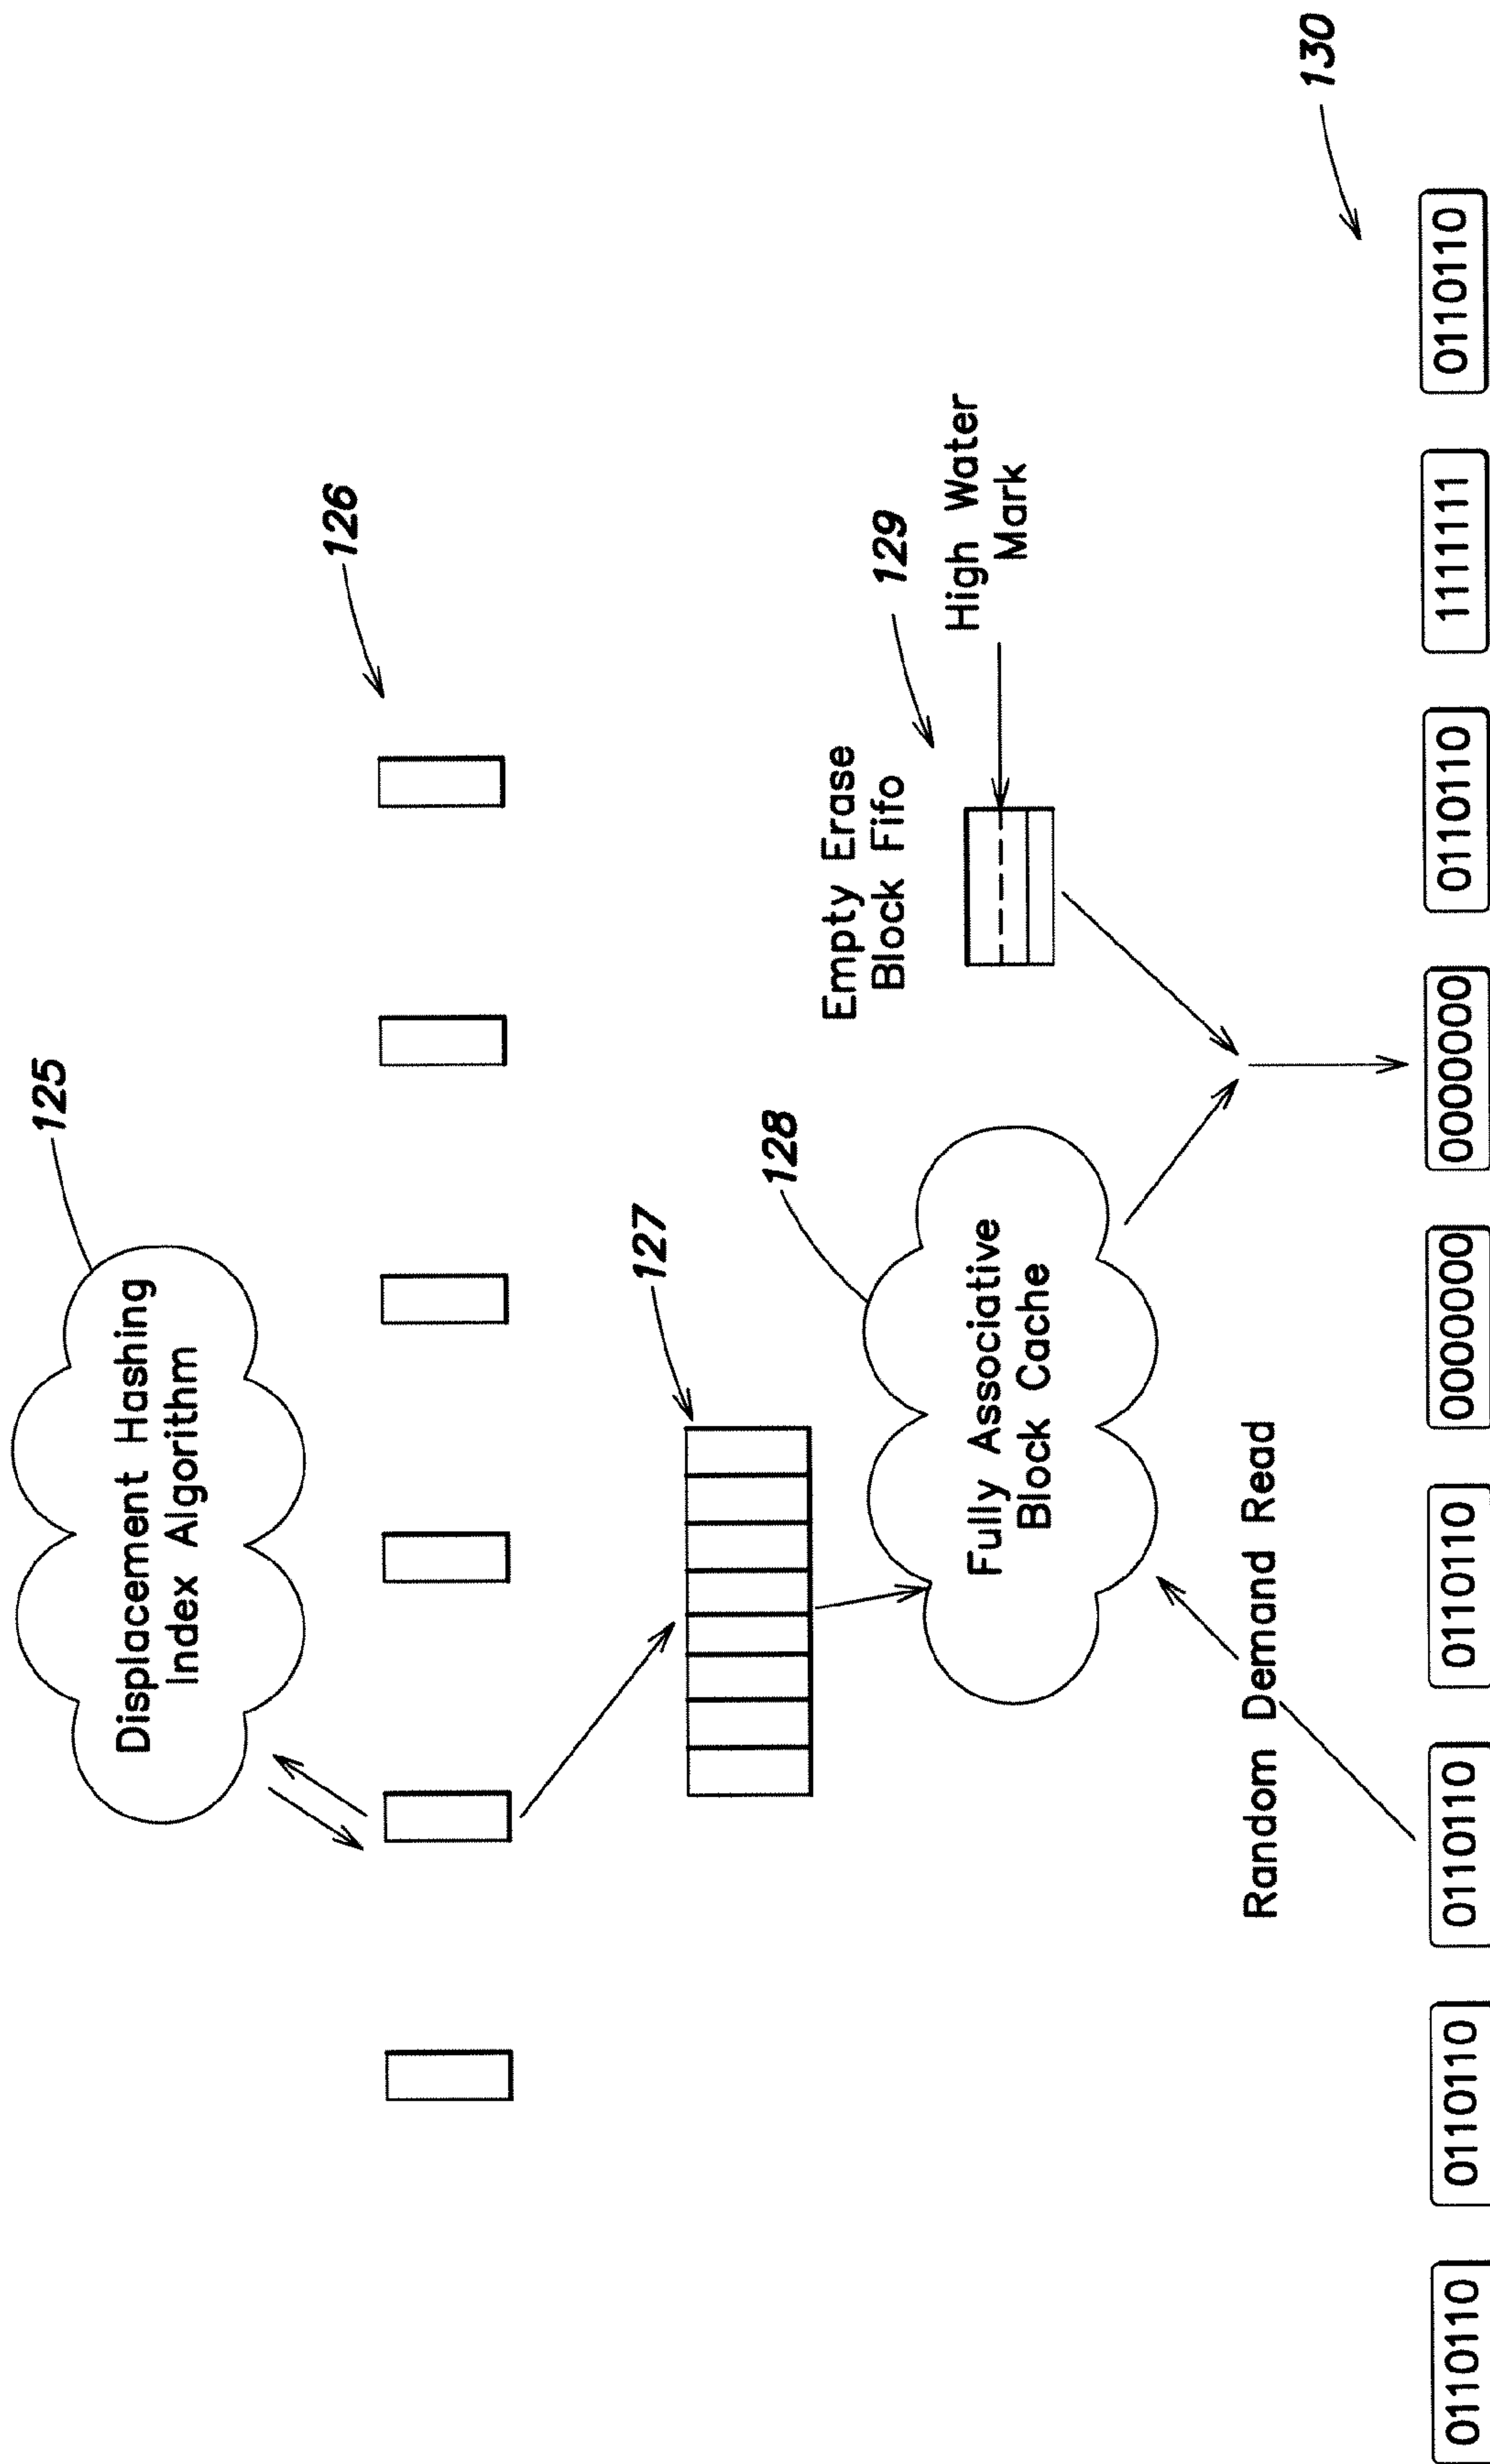 125
Displacement Hashing
Index Algorithm
126
127
128
Empty Erase
Block Fifo
129
High Water
Mark
Fully Associative
Block Cache
Random Demand Read
130
0110110
0110110
0110110
0110110
0000000
0000000
0110110
1111111
0110110